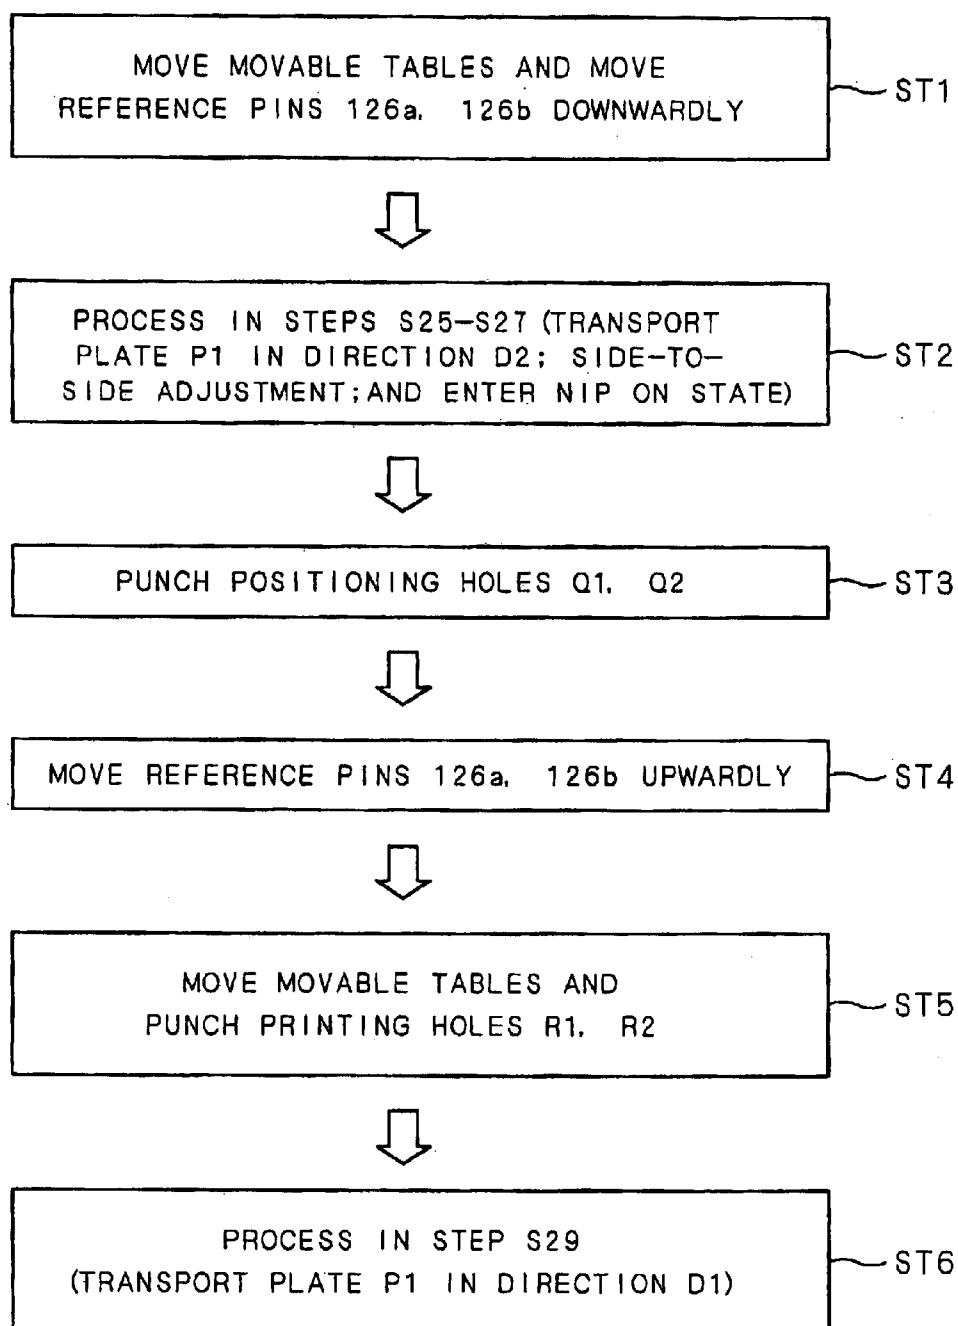 MOVE MOVABLE TABLES AND MOVE
REFERENCE PINS 126a, 126b DOWNWARDLY
ST1
PROCESS IN STEPS S25-S27 (TRANSPORT
PLATE P1 IN DIRECTION D2; SIDE-TO-
SIDE ADJUSTMENT;AND ENTER NIP ON STATE)
ST2
PUNCH POSITIONING HOLES Q1, Q2
ST3
MOVE REFERENCE PINS 126a, 126b UPWARDLY
ST4
MOVE MOVABLE TABLES AND
PUNCH PRINTING HOLES R1, R2
ST5
PROCESS IN STEP S29
(TRANSPORT PLATE P1 IN DIRECTION D1)
ST6